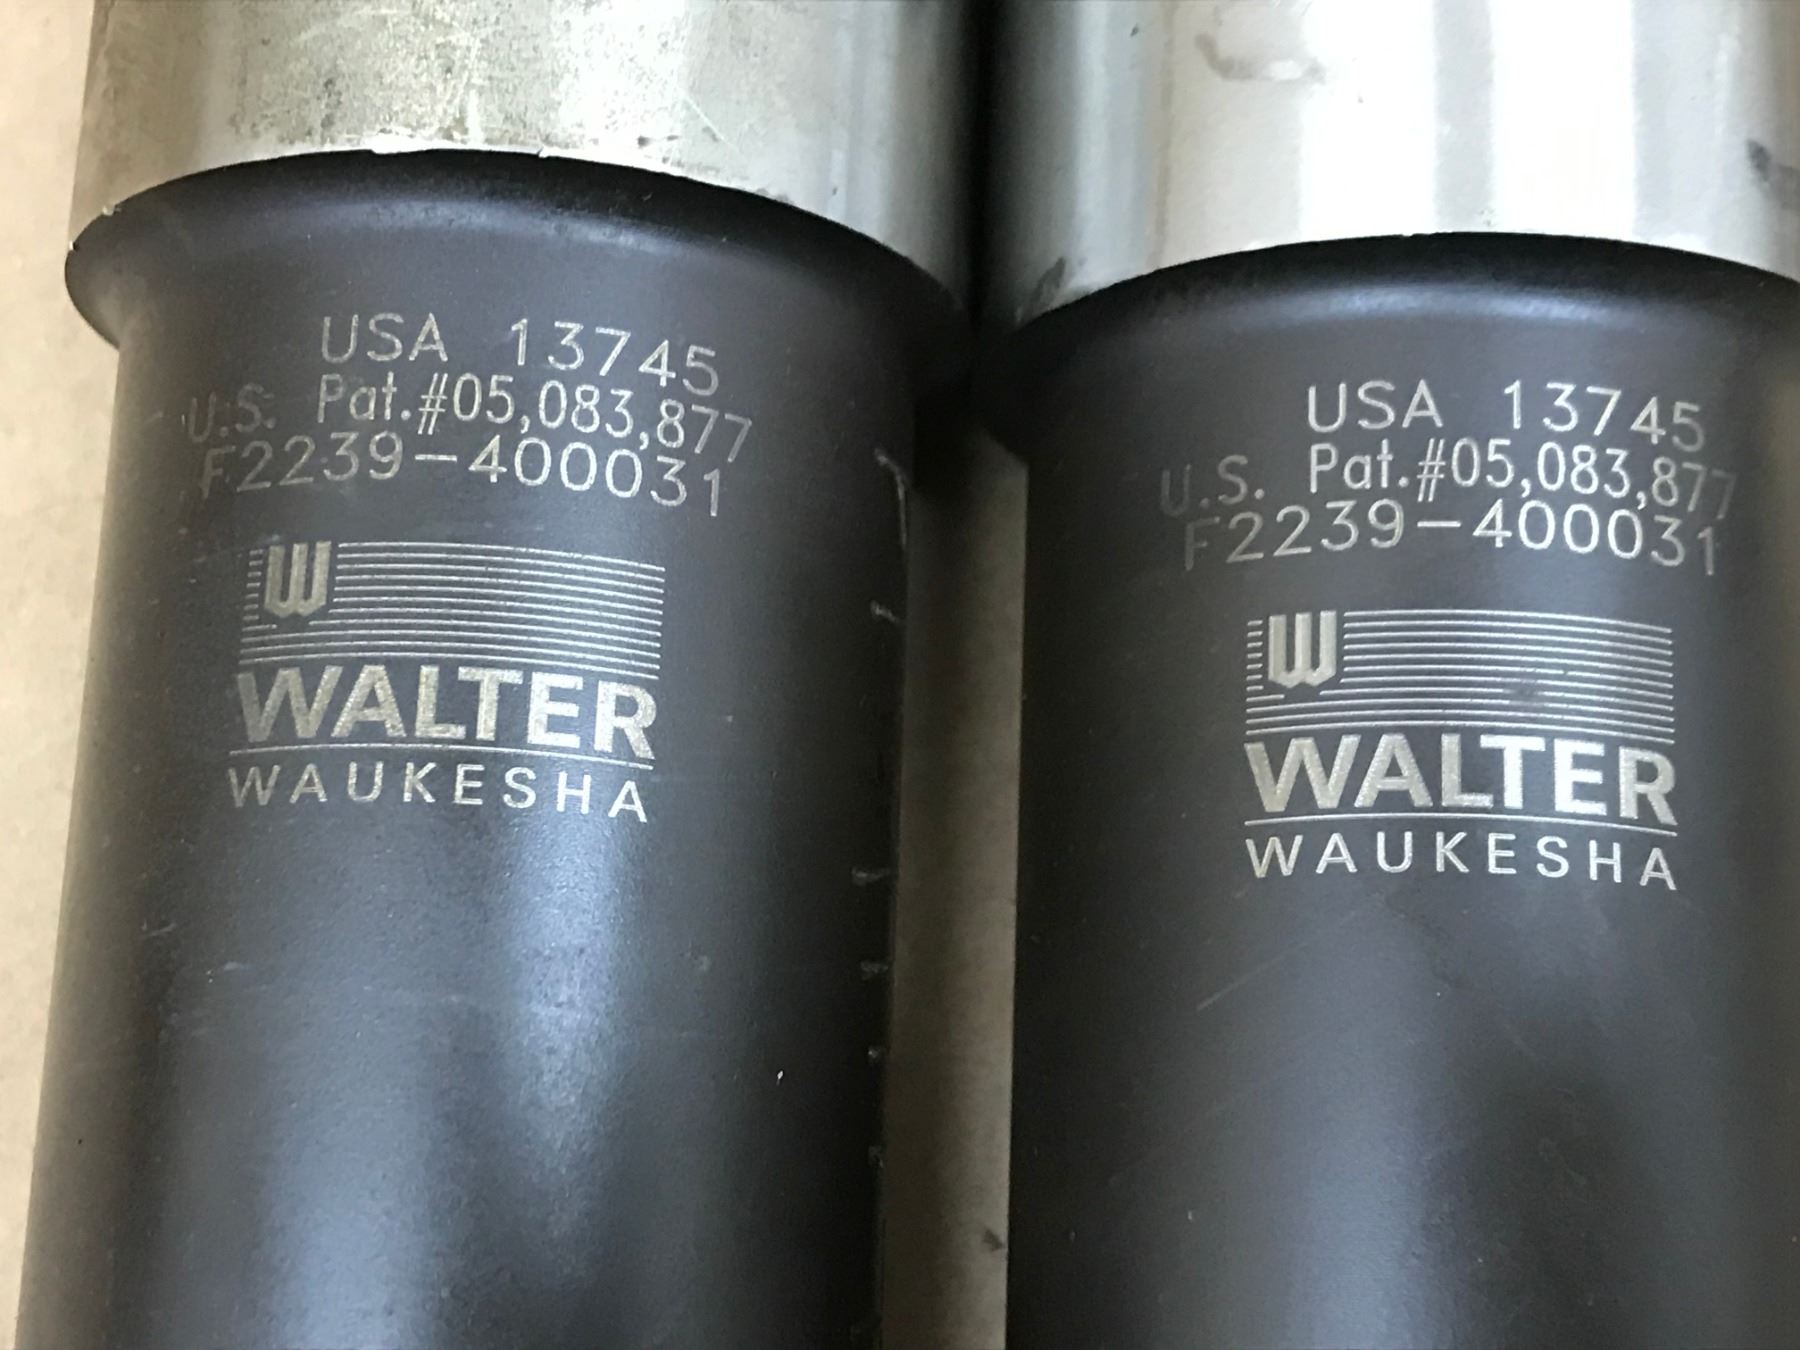 USA 13745
U.S. Pat.#05,083,877
F2239-400031
W
WALTER
WAUKESHA
USA 13745
U.S. Pat.#05,083,877
F2239-400031
W
WALTER
WAUKESHA